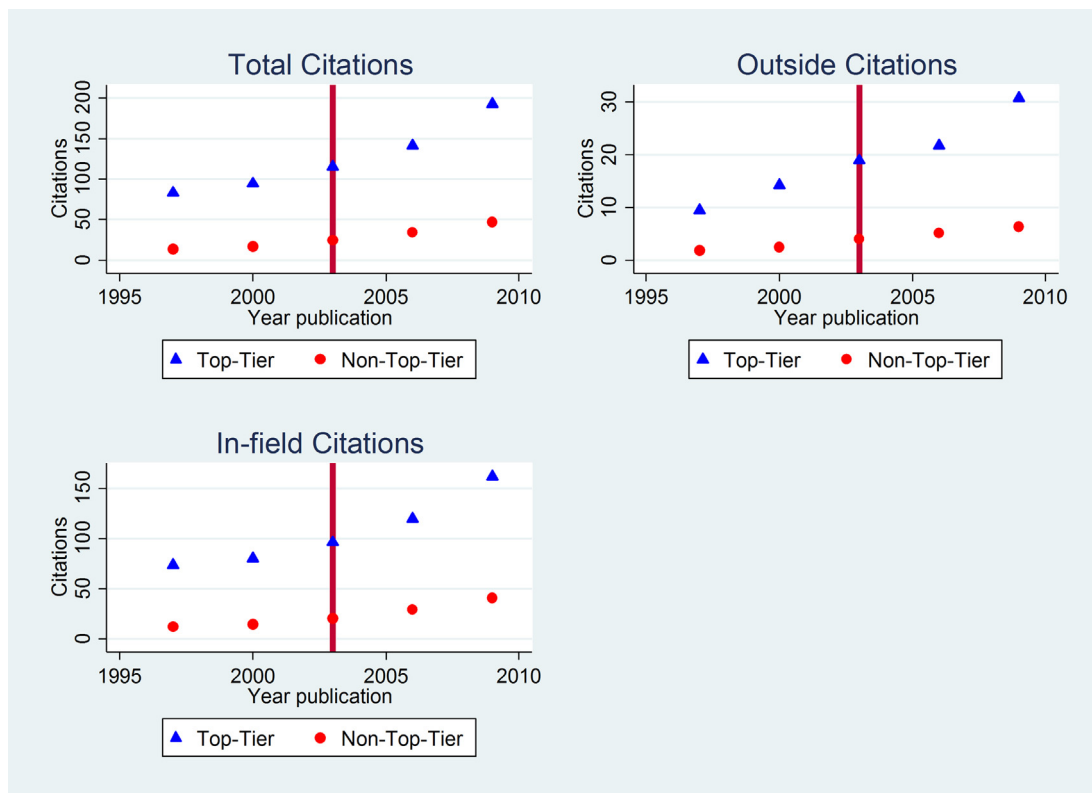 Total Citations
Citations
200
150
100
50
0
1995 2000 2005 2010
Year publication
Top-Tier Non-Top-Tier
Outside Citations
Citations
30
20
10
0
1995 2000 2005 2010
Year publication
Top-Tier Non-Top-Tier
In-field Citations
Citations
150
100
50
0
1995 2000 2005 2010
Year publication
Top-Tier Non-Top-Tier